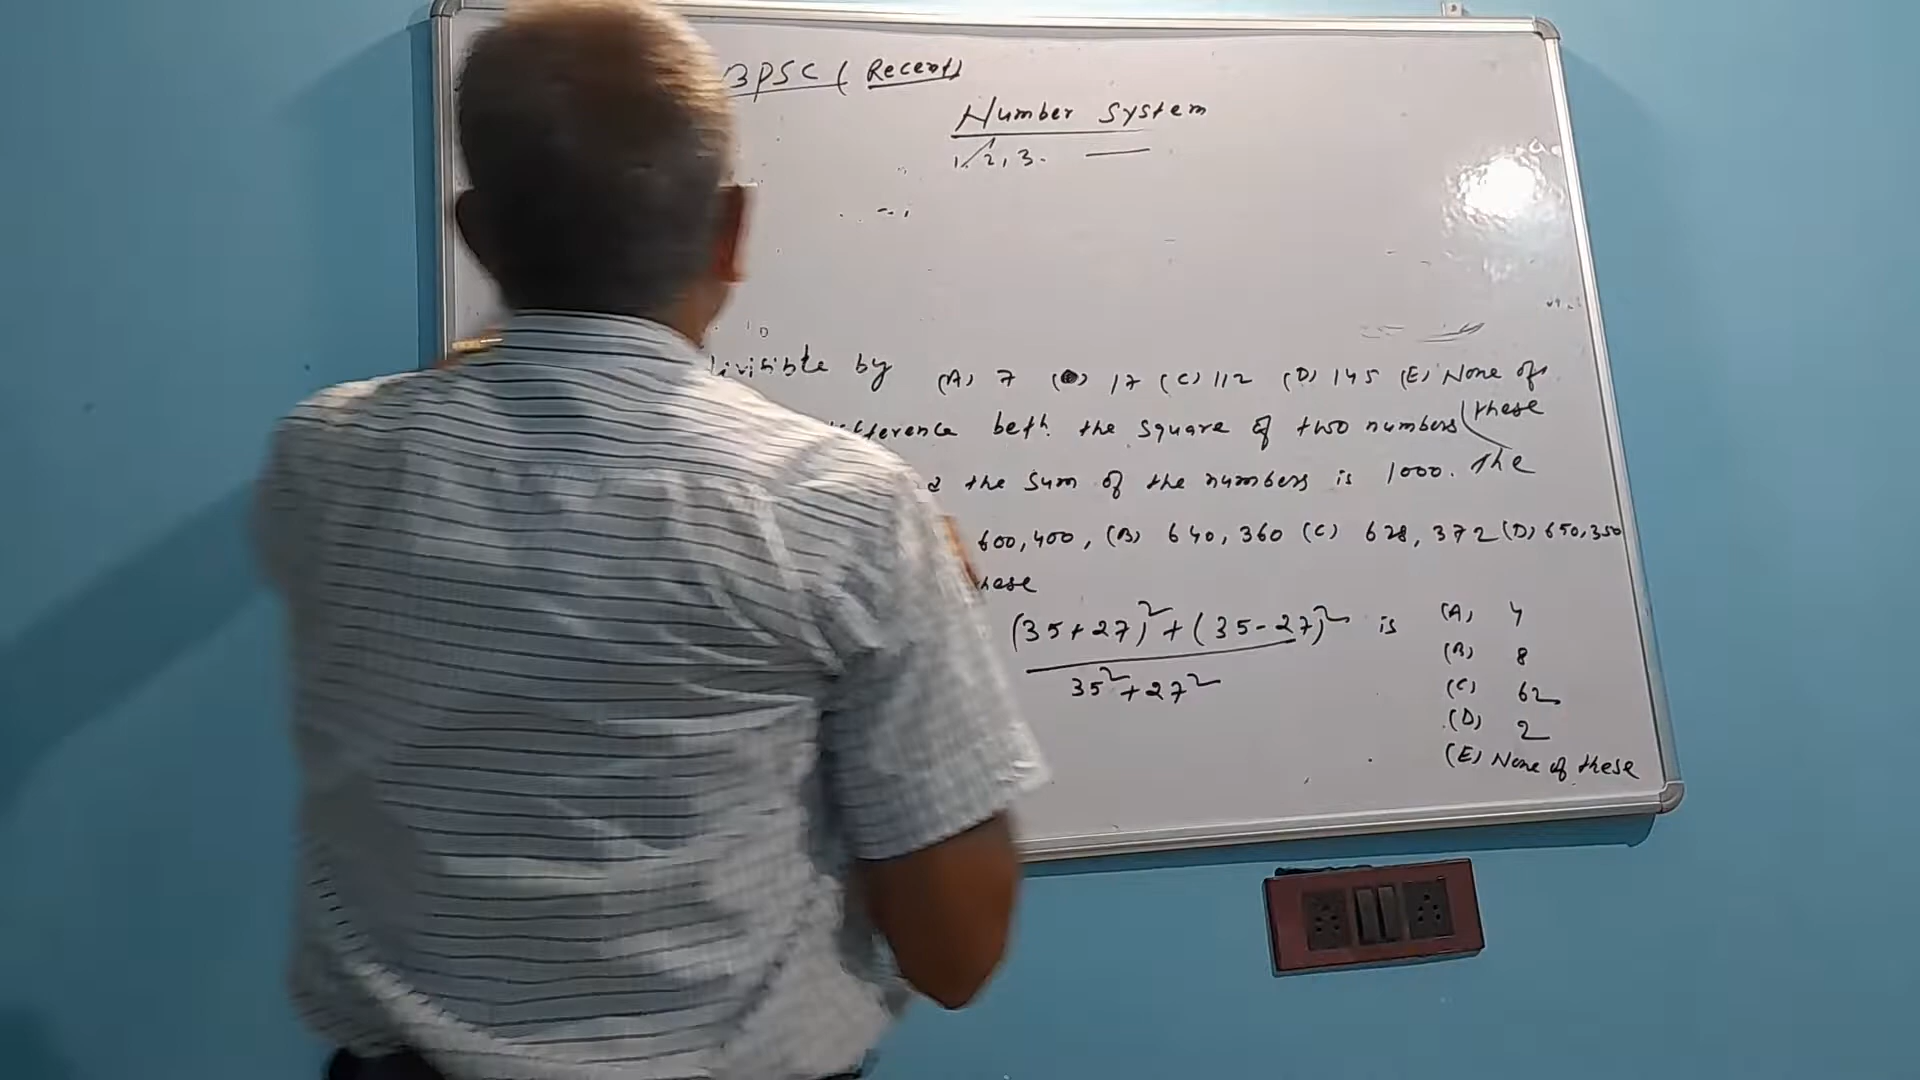 BPSC (Recent)
Number System
1, 2, 3.
divisible by (A) 7 ( ) 17 (C) 112 (D) 145 (E) None of
these
difference betn. the square of two numbers
the sum of the numbers is 1000. The
600,400, (B) 640, 360 (C) 628, 372 (D) 650,350
these
(35+27)²+(35-27)² is
35²+27²
(A) 4
(B) 8
(C) 62
(D) 2
(E) None of these